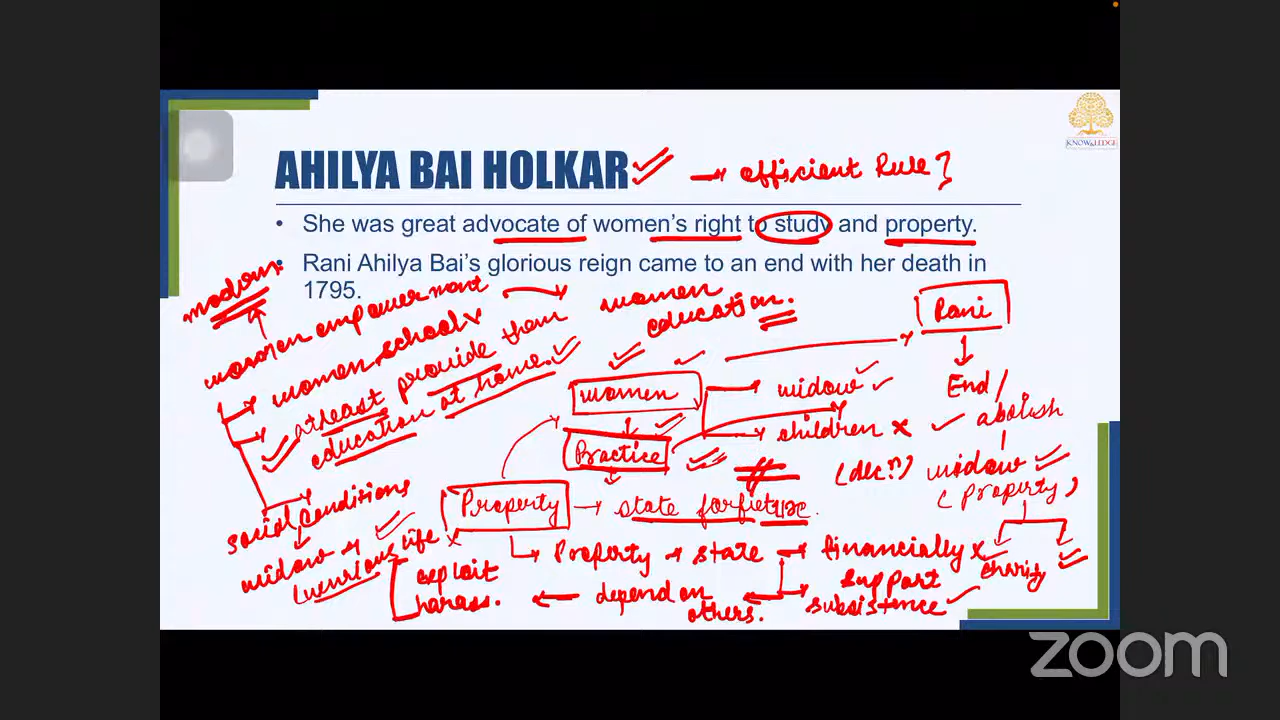 KNOWLEDGE
AHILYA BAI HOLKAR → efficient Rule}
• She was great advocate of women's right to study and property.
• Rani Ahilya Bai's glorious reign came to an end with her death in
1795.
modern
women empowerment → women
education.
women school x
atleast provide them
education at home.
social conditions
widow →
luxurious life x
women → widow
children x
Practice
Property → state
Property → state → financially x
support
subsistence
depend on
others.
exploit
harass.
Rani
End/
abolish
widow
(property)
charity
zoom